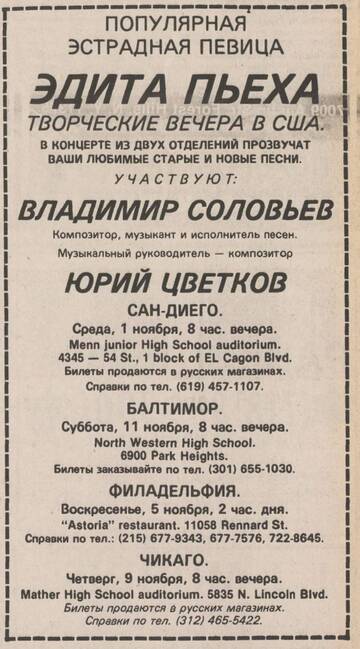 ПОПУЛЯРНАЯ
ЭСТРАДНАЯ ПЕВИЦА
ЭДИТА ПЬЕХА
ТВОРЧЕСКИЕ ВЕЧЕРА В США.
В КОНЦЕРТЕ ИЗ ДВУХ ОТДЕЛЕНИЙ ПРОЗВУЧАТ
ВАШИ ЛЮБИМЫЕ СТАРЫЕ И НОВЫЕ ПЕСНИ.
УЧАСТВУЮТ:
ВЛАДИМИР СОЛОВЬЕВ
Композитор, музыкант и исполнитель песен.
Музыкальный руководитель — композитор
ЮРИЙ ЦВЕТКОВ
САН-ДИЕГО.
Среда, 1 ноября, 8 час. вечера.
Menn junior High School auditorium.
4345 — 54 St., 1 block of EL Cagon Blvd.
Билеты продаются в русских магазинах.
Справки по тел. (619) 457-1107.
БАЛТИМОР.
Суббота, 11 ноября, 8 час. вечера.
North Western High School.
6900 Park Heights.
Билеты заказывайте по тел. (301) 655-1030.
ФИЛАДЕЛЬФИЯ.
Воскресенье, 5 ноября, 2 час. дня.
"Astoria" restaurant. 11058 Rennard St.
Справки по тел.: (215) 677-9343, 677-7576, 722-8645.
ЧИКАГО.
Четверг, 9 ноября, 8 час. вечера.
Mather High School auditorium. 5835 N. Lincoln Blvd.
Билеты продаются в русских магазинах.
Справки по тел. (312) 465-5422.